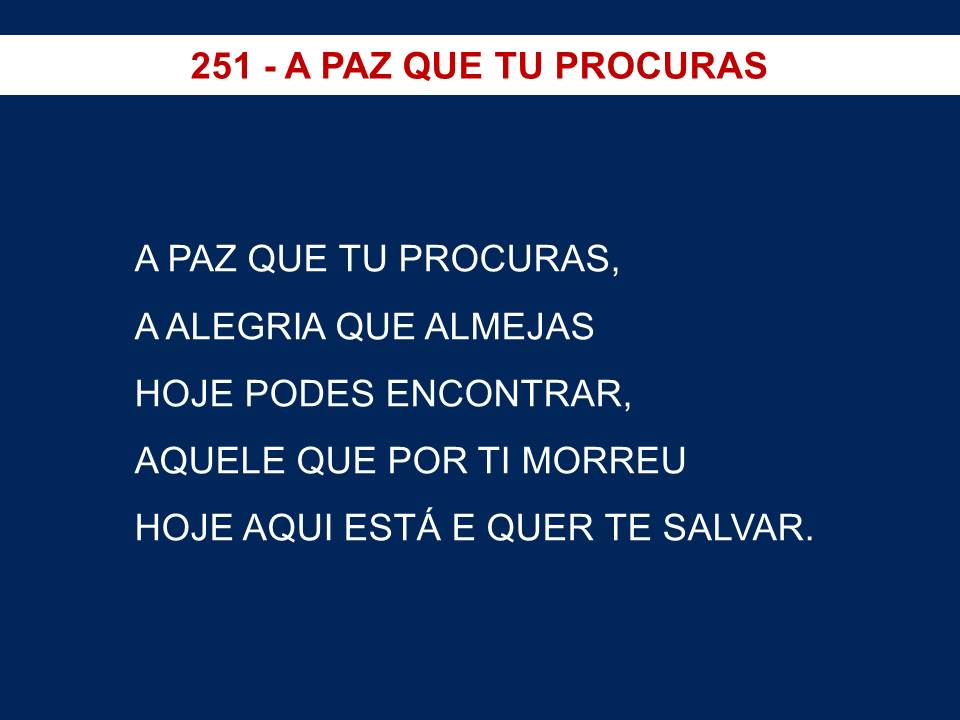 251 - A PAZ QUE TU PROCURAS
A PAZ QUE TU PROCURAS,
A ALEGRIA QUE ALMEJAS
HOJE PODES ENCONTRAR,
AQUELE QUE POR TI MORREU
HOJE AQUI ESTÁ E QUER TE SALVAR.